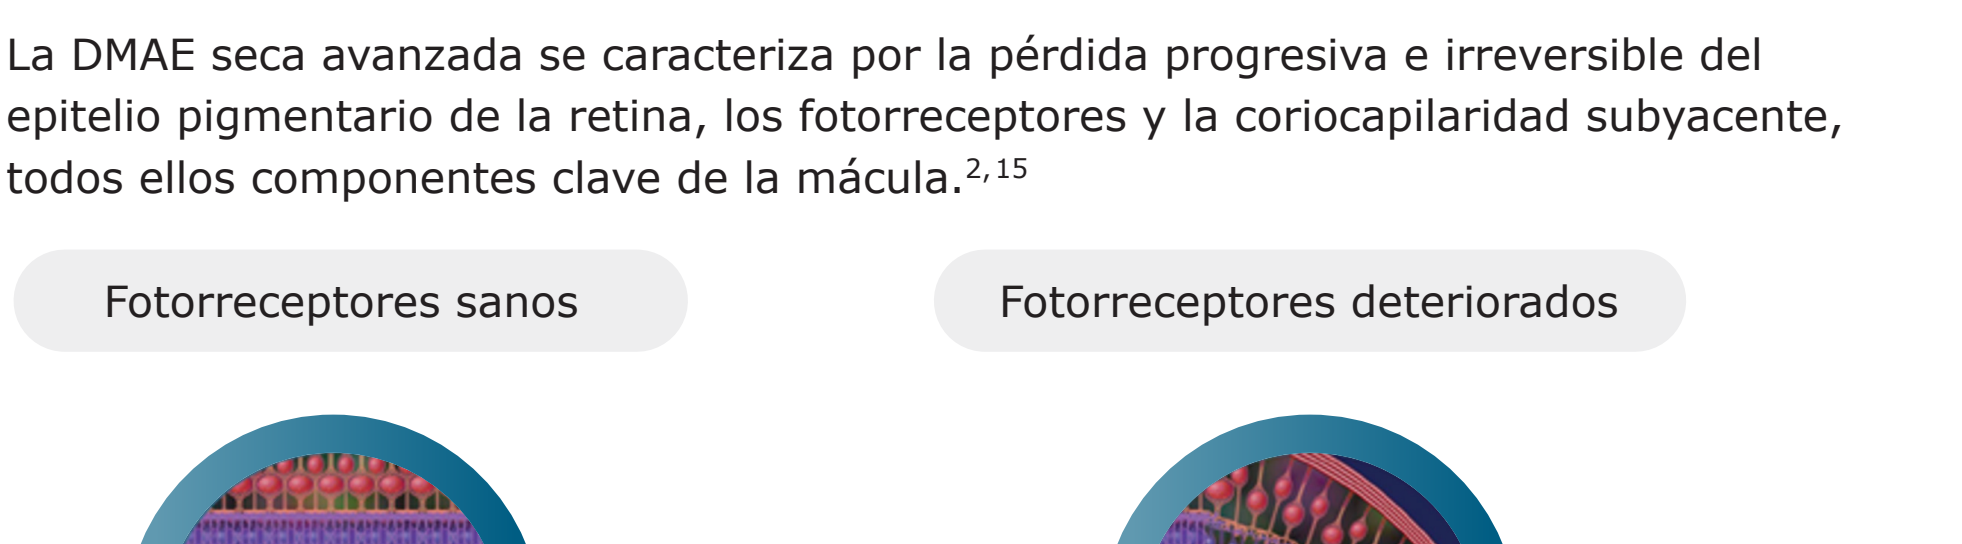 La DMAE seca avanzada se caracteriza por la pérdida progresiva e irreversible del
epitelio pigmentario de la retina, los fotorreceptores y la coriocapilaridad subyacente,
todos ellos componentes clave de la mácula.2,15
Fotorreceptores sanos
Fotorreceptores deteriorados